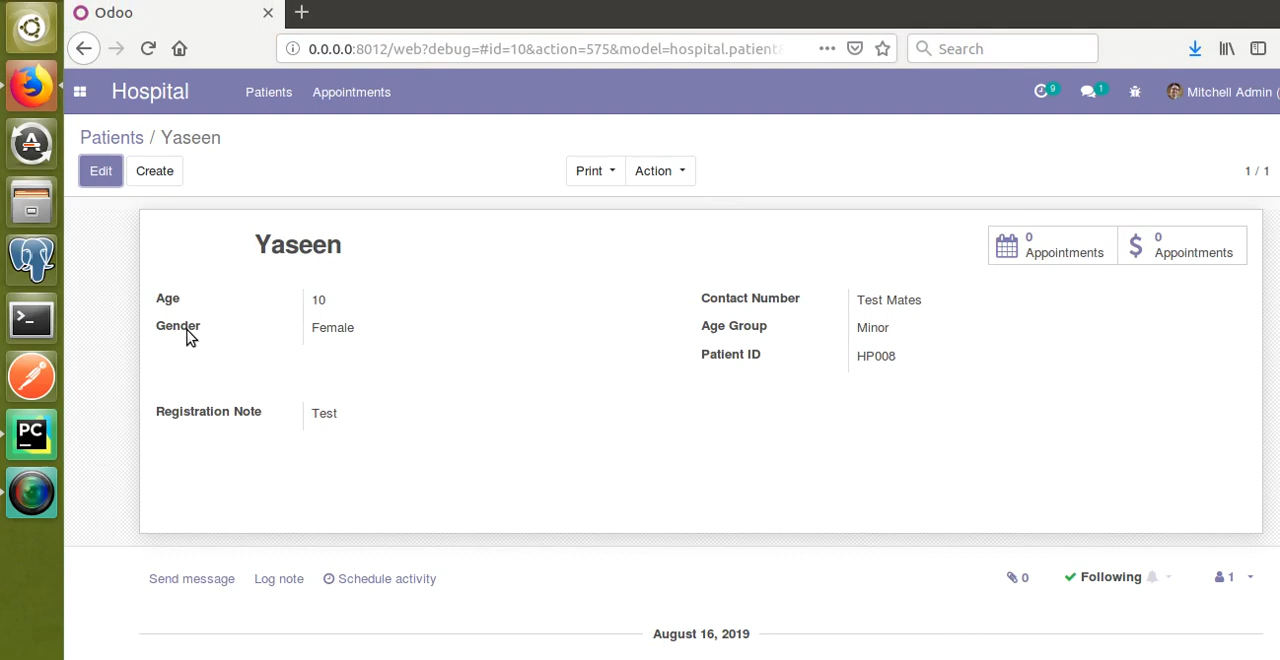 Odoo
0.0.0.0:8012/web?debug=#id=10&action=575&model=hospital.patient
Search
Hospital
Patients
Appointments
9
1
Mitchell Admin (
Patients / Yaseen
Edit
Create
Print
Action
1 / 1
Yaseen
0
Appointments
0
Appointments
Age
10
Gender
Female
Contact Number
Test Mates
Age Group
Minor
Patient ID
HP008
Registration Note
Test
PC
Send message
Log note
Schedule activity
0
Following
1
August 16, 2019